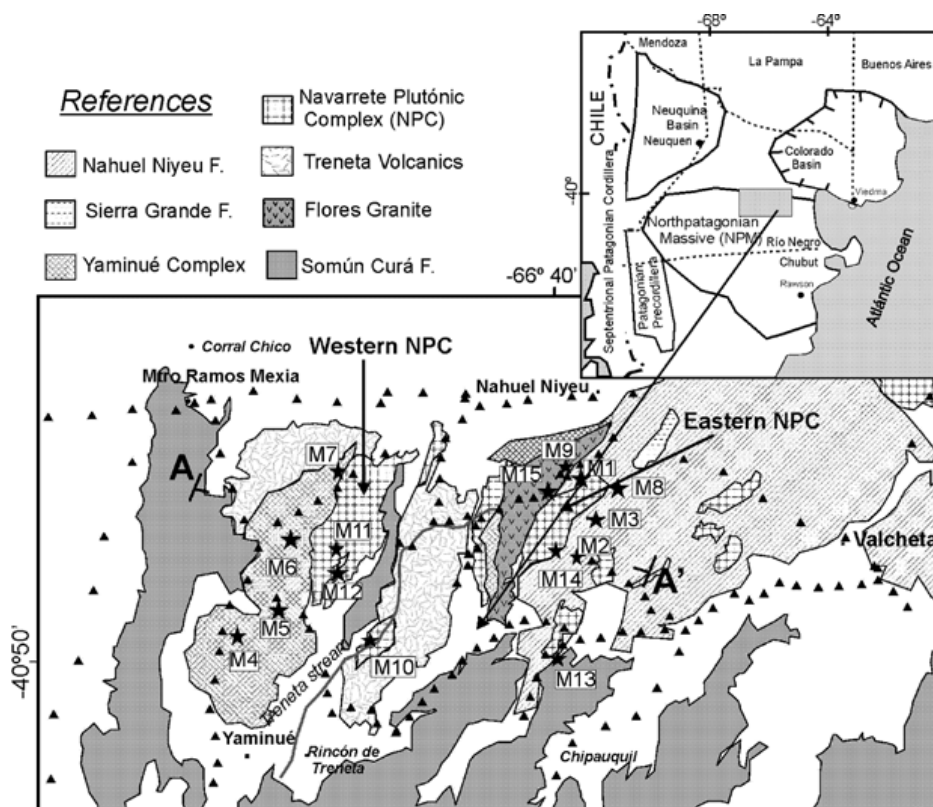 References
Nahuel Niyeu F.
Sierra Grande F.
Yaminué Complex
Navarrete Plutónic
Complex (NPC)
Treneta Volcanics
Flores Granite
Somún Curá F.
-68º
-64º
Mendoza
La Pampa
Buenos Aires
CHILE
Neuquina
Basin
Neuquen
Colorado
Basin
Viedma
-40º
Septentrional Patagonian Cordillera
Northpatagonian
Massive (NPM)
Río Negro
Chubut
Rawson
Patagonian
Precordillera
Atlántic Ocean
-66º 40'
Corral Chico
Western NPC
Mtro Ramos Mexia
Nahuel Niyeu
Eastern NPC
A
M7
M9
M15
M1
M8
M11
M3
M6
M2
Valcheta
M12
M14
A'
M5
M4
M10
M13
-40º50'
Treneta stream
Yaminué
Rincón de
Treneta
Chipauquil